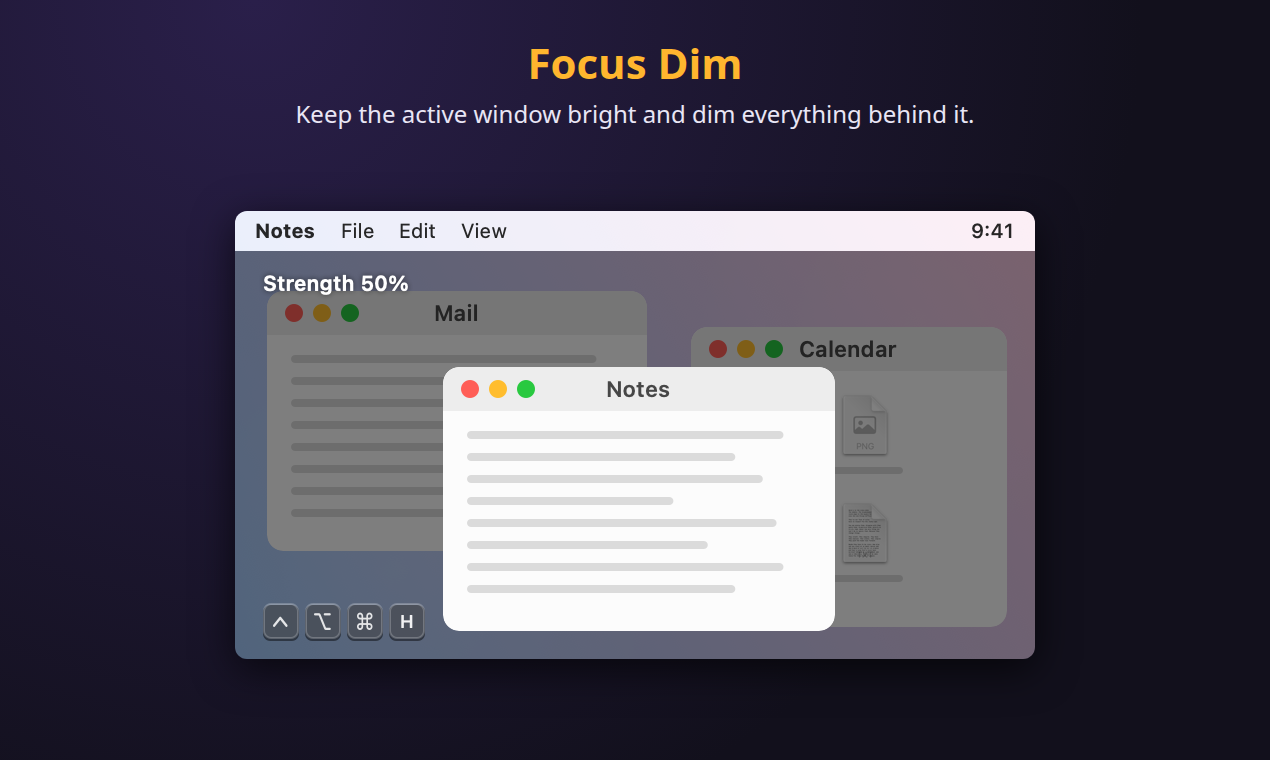 Focus Dim
Keep the active window bright and dim everything behind it.
Notes File Edit View 9:41
Strength 50%
Mail
Calendar
Notes
PNG
TXT
^ ⌥ ⌘ H